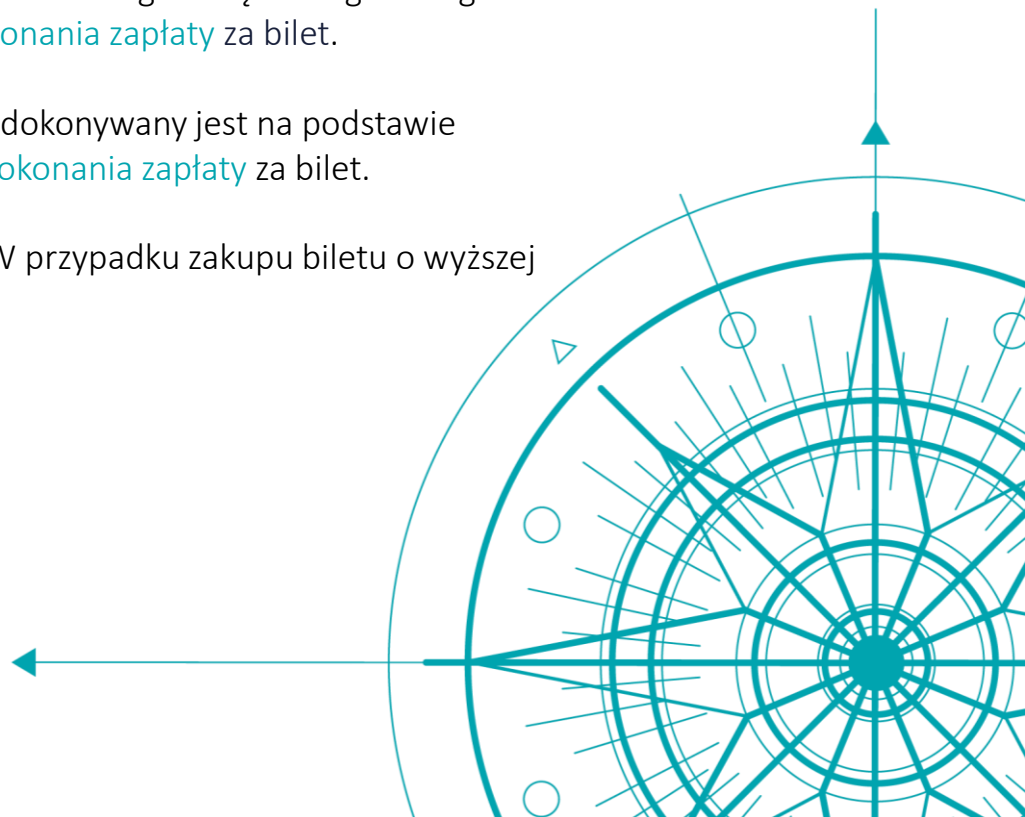 onania zapłaty za bilet.
dokonywany jest na podstawie
okonania zapłaty za bilet.
W przypadku zakupu biletu o wyższej